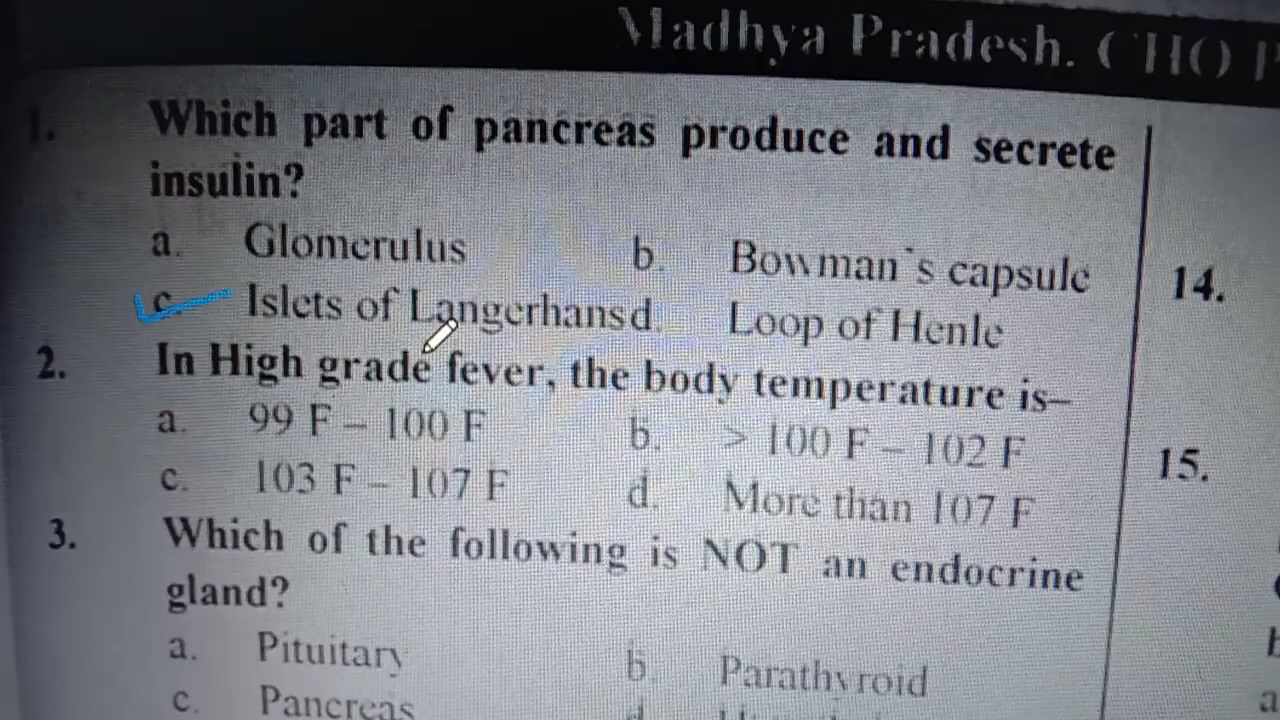 Madhya Pradesh. CHO
1. Which part of pancreas produce and secrete
insulin?
a. Glomerulus b. Bowman's capsule
c. Islets of Langerhans d. Loop of Henle
2. In High grade fever, the body temperature is–
a. 99 F – 100 F b. > 100 F – 102 F
c. 103 F – 107 F d. More than 107 F
3. Which of the following is NOT an endocrine
gland?
a. Pituitary b. Parathyroid
c. Pancreas d.
14.
15.